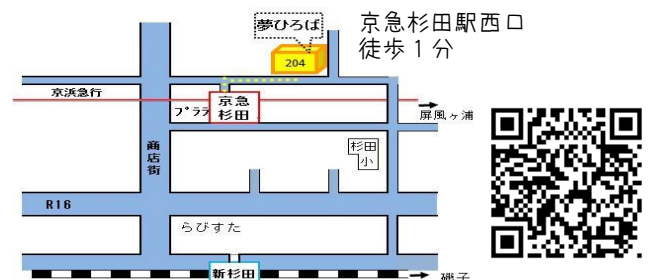 夢ひろば
204
京急杉田駅西口
徒歩１分
京浜急行
プララ
京急
杉田
屏風ヶ浦
商店街
杉田
小
R16
らびすた
新杉田
磯子